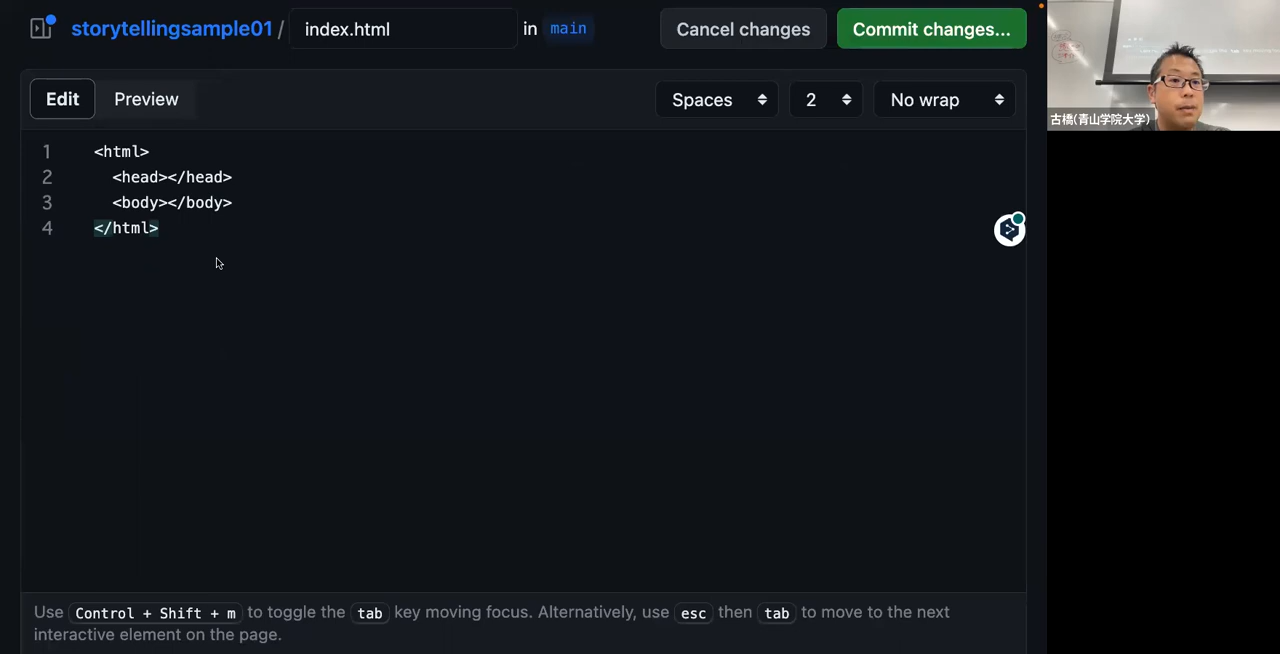 storytellingsample01 / index.html in main Cancel changes Commit changes...
Edit Preview Spaces 2 No wrap
1 <html>
2 <head></head>
3 <body></body>
4 </html>
Use Control + Shift + m to toggle the tab key moving focus. Alternatively, use esc then tab to move to the next
interactive element on the page.
古橋(青山学院大学)